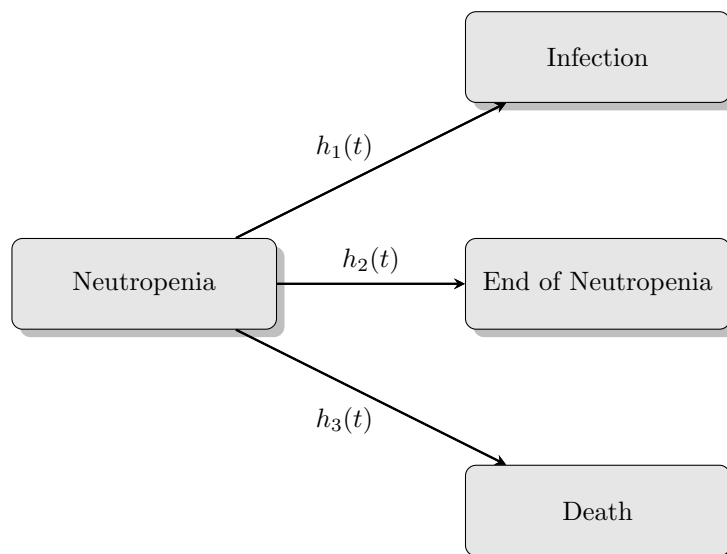 Infection
h₁(t)
Neutropenia
h₂(t)
End of Neutropenia
h₃(t)
Death